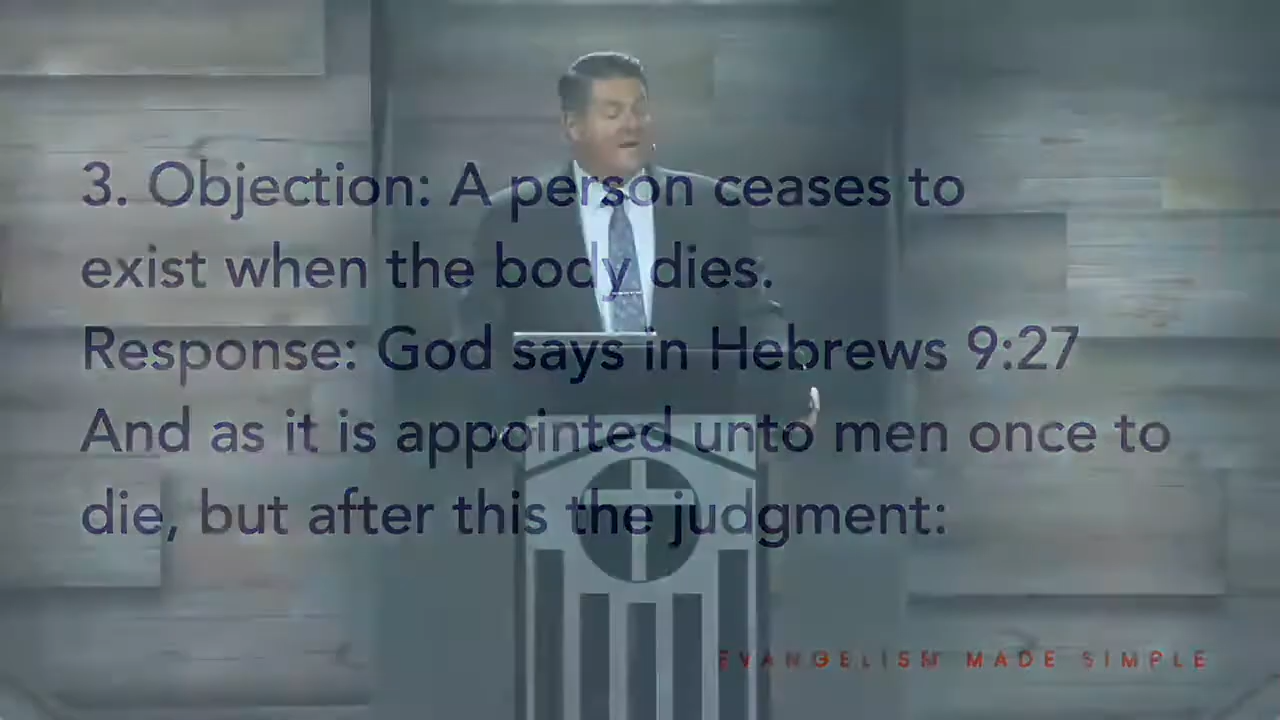 3. Objection: A person ceases to
exist when the body dies.
Response: God says in Hebrews 9:27
And as it is appointed unto men once to
die, but after this the judgment:
EVANGELISM MADE SIMPLE